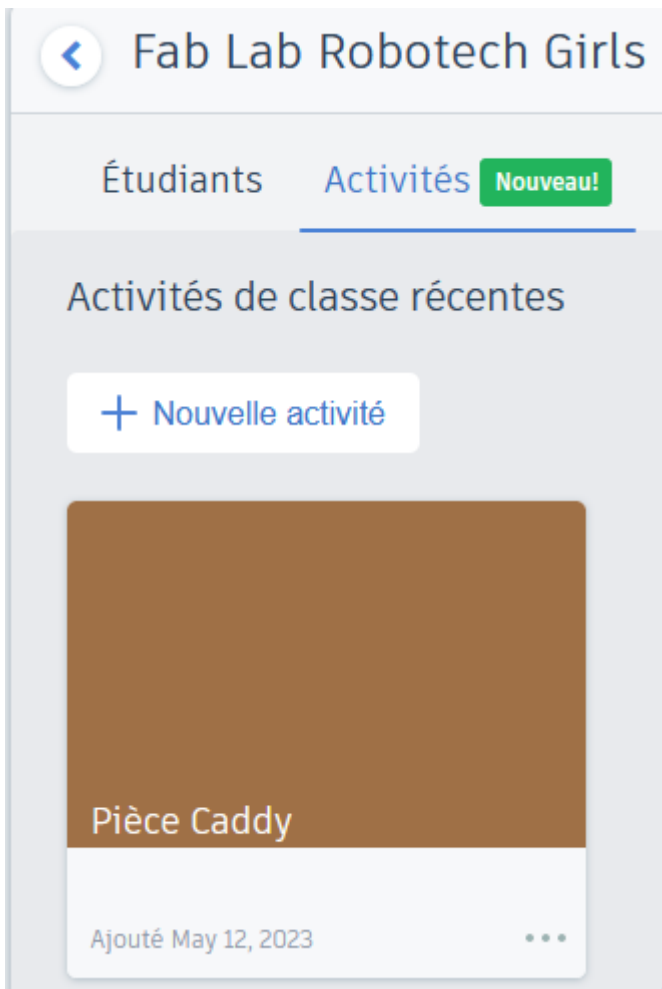 Fab Lab Robotech Girls
Étudiants Activités Nouveau!
Activités de classe récentes
+ Nouvelle activité
Pièce Caddy
Ajouté May 12, 2023